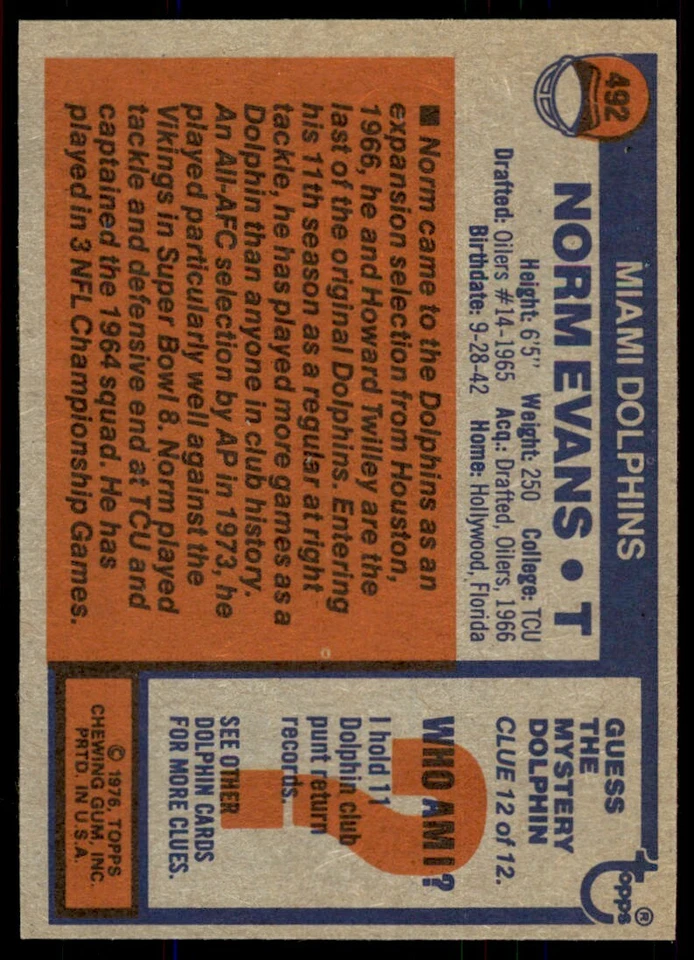 492
MIAMI DOLPHINS
NORM EVANS • T
Height: 6'5" Weight: 250 College: TCU
Drafted: Oilers #14-1965 Acq.: Drafted, Oilers, 1966
Birthdate: 9-28-42 Home: Hollywood, Florida
Norm came to the Dolphins as an
expansion selection from Houston,
1966, he and Howard Twilley are the
last of the original Dolphins. Entering
his 11th season as a regular at right
tackle, he has played more games as a
Dolphin than anyone in club history.
An All-AFC selection by AP in 1973, he
played particularly well against the
Vikings in Super Bowl 8. Norm played
tackle and defensive end at TCU and
captained the 1964 squad. He has
played in 3 NFL Championship Games.
topps®
GUESS
THE
MYSTERY
DOLPHIN
CLUE 12 of 12.
?
WHO AM I?
I hold 11
Dolphin club
punt return
records.
SEE OTHER
DOLPHIN CARDS
FOR MORE CLUES.
© 1976, TOPPS
CHEWING GUM, INC.
PRTD. IN U.S.A.